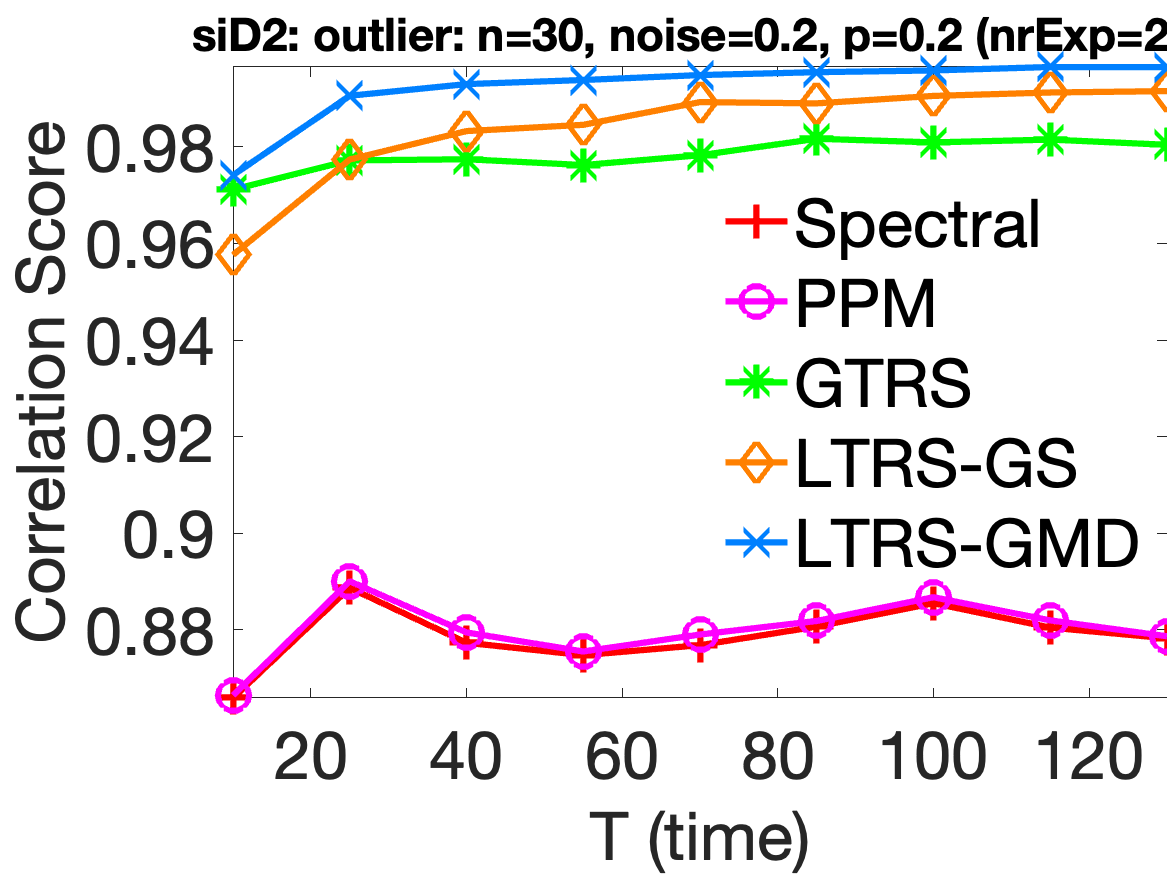 siD2: outlier: n=30, noise=0.2, p=0.2 (nrExp=2
Correlation Score
0.98
0.96
0.94
0.92
0.9
0.88
Spectral
PPM
GTRS
LTRS-GS
LTRS-GMD
20 40 60 80 100 120
T (time)